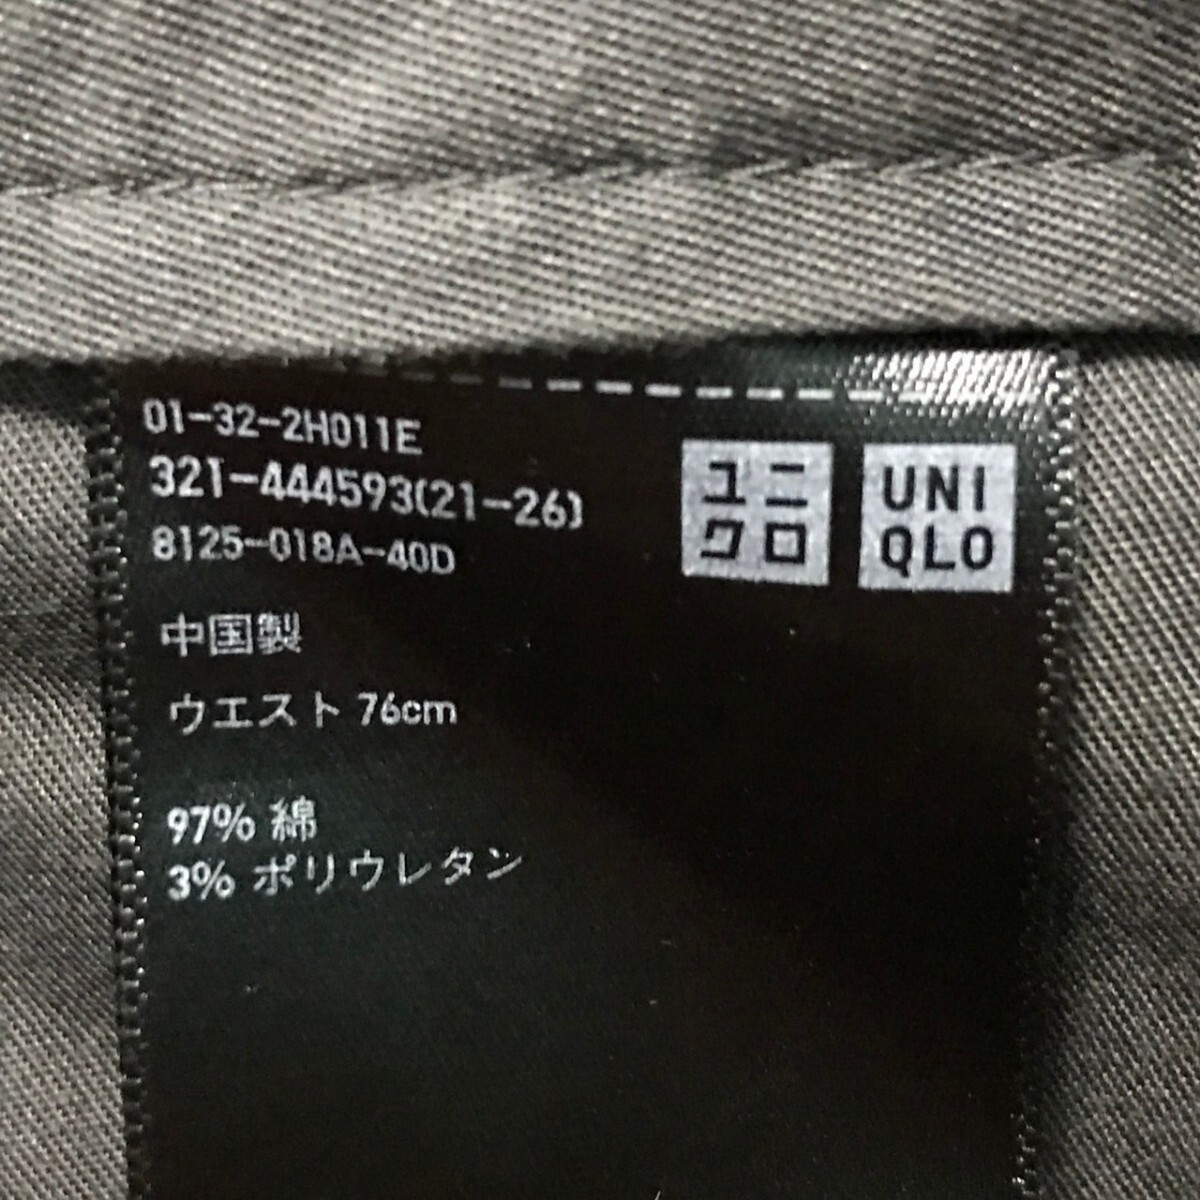 01-32-2H011E
321-444593(21-26)
8125-018A-40D
ユニ
クロ
UNI
QLO
中国製
ウエスト 76cm
97% 綿
3% ポリウレタン